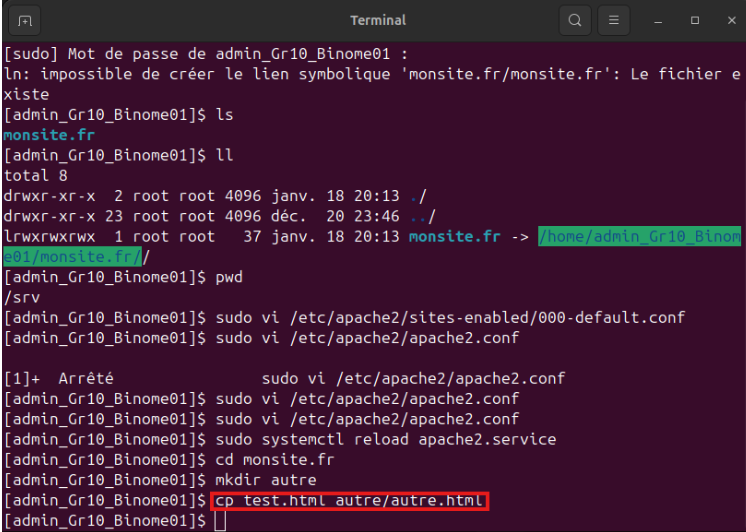 Terminal
[sudo] Mot de passe de admin_Gr10_Binome01 :
ln: impossible de créer le lien symbolique 'monsite.fr/monsite.fr': Le fichier e
xiste
[admin_Gr10_Binome01]$ ls
monsite.fr
[admin_Gr10_Binome01]$ ll
total 8
drwxr-xr-x  2 root root 4096 janv. 18 20:13 ./
drwxr-xr-x 23 root root 4096 déc.  20 23:46 ../
lrwxrwxrwx  1 root root   37 janv. 18 20:13 monsite.fr -> /home/admin_Gr10_Binom
e01/monsite.fr//
[admin_Gr10_Binome01]$ pwd
/srv
[admin_Gr10_Binome01]$ sudo vi /etc/apache2/sites-enabled/000-default.conf
[admin_Gr10_Binome01]$ sudo vi /etc/apache2/apache2.conf
[1]+  Arrêté                 sudo vi /etc/apache2/apache2.conf
[admin_Gr10_Binome01]$ sudo vi /etc/apache2/apache2.conf
[admin_Gr10_Binome01]$ sudo vi /etc/apache2/apache2.conf
[admin_Gr10_Binome01]$ sudo systemctl reload apache2.service
[admin_Gr10_Binome01]$ cd monsite.fr
[admin_Gr10_Binome01]$ mkdir autre
[admin_Gr10_Binome01]$ cp test.html autre/autre.html
[admin_Gr10_Binome01]$